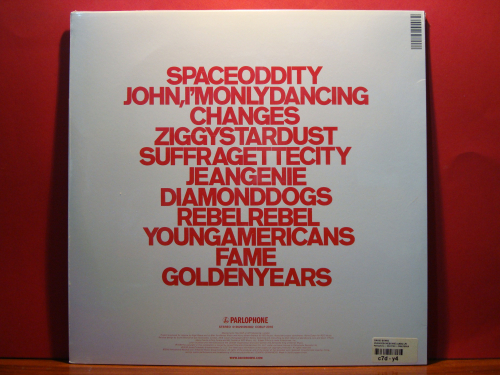 SPACEODDITY
JOHN,I'MONLYDANCING
CHANGES
ZIGGYSTARDUST
SUFFRAGETTECITY
JEANGENIE
DIAMONDDOGS
REBELREBEL
YOUNGAMERICANS
FAME
GOLDENYEARS
PARLOPHONE
c7d-y4